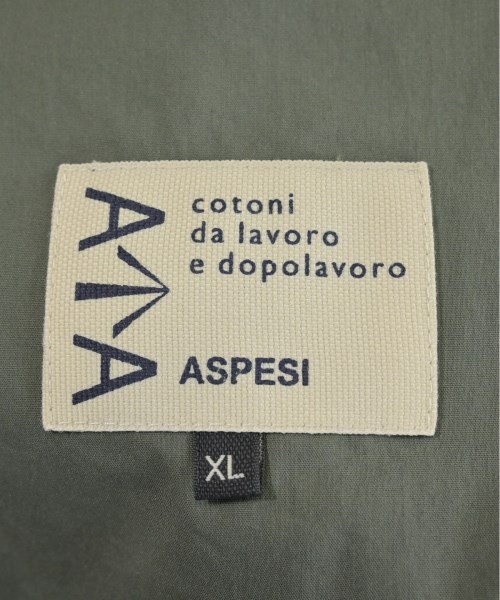 A A
cotoni
da lavoro
e dopolavoro
ASPESI
XL